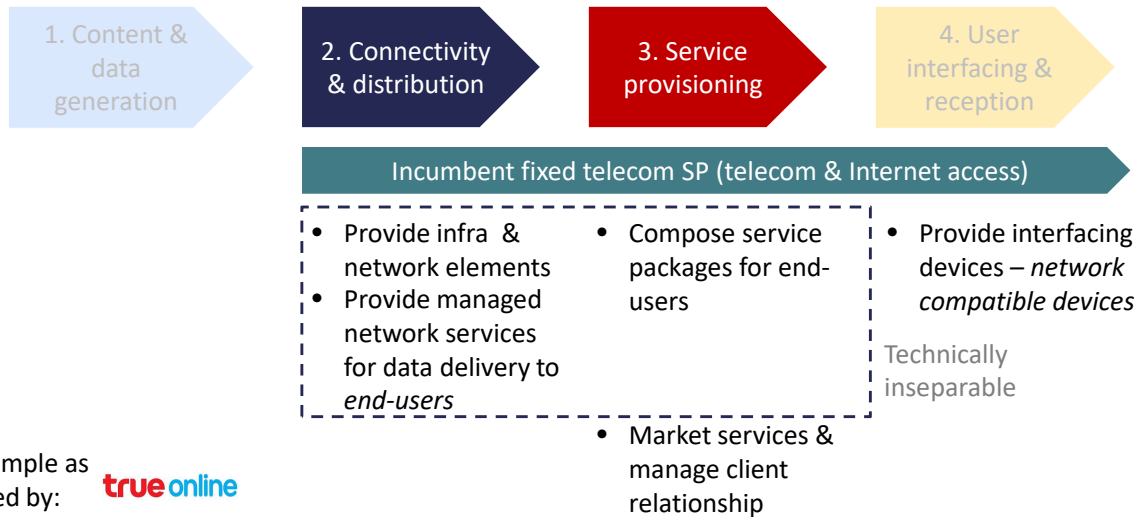 1. Content &
data
generation
2. Connectivity
& distribution
3. Service
provisioning
4. User
interfacing &
reception
Incumbent fixed telecom SP (telecom & Internet access)
• Provide infra & network elements
• Provide managed network services for data delivery to end-users
• Compose service packages for end-users
• Market services & manage client relationship
• Provide interfacing devices – network compatible devices
Technically
inseparable
mple as
ed by:
true online